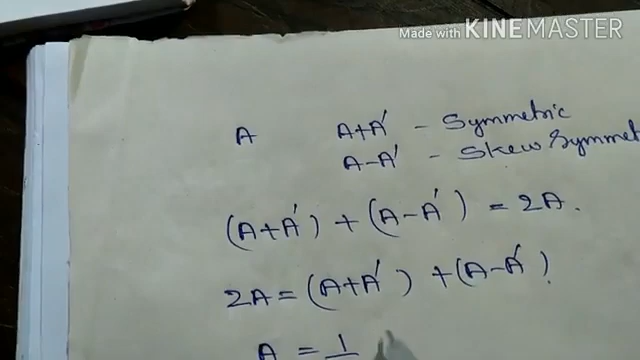 Made with KINEMASTER
A A+A' - Symmetric
A-A' - Skew Symmet
(A+A') + (A-A') = 2A.
2A = (A+A') + (A-A')
A = 1